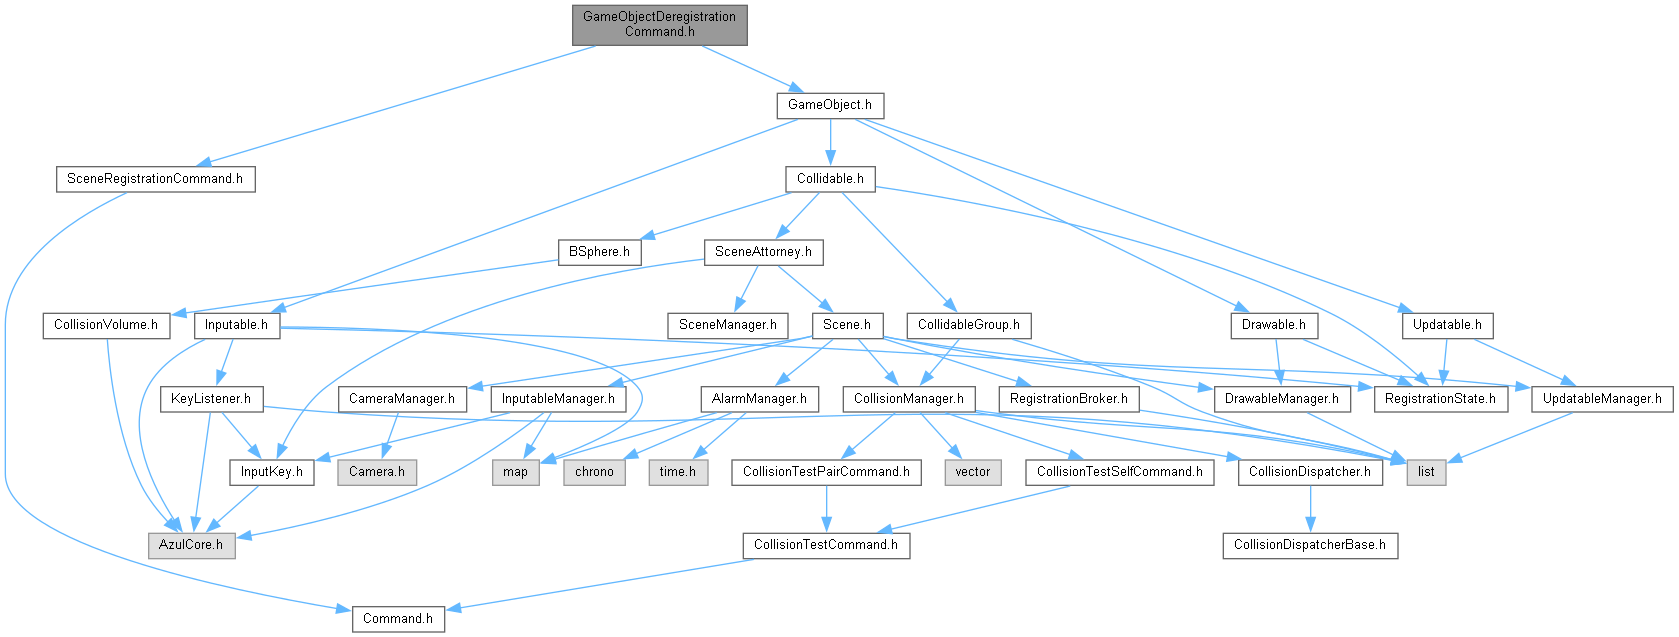 GameObjectDeregistration
Command.h
GameObject.h
SceneRegistrationCommand.h
Collidable.h
BSphere.h
SceneAttorney.h
CollisionVolume.h
Inputable.h
SceneManager.h
Scene.h
CollidableGroup.h
Drawable.h
Updatable.h
KeyListener.h
CameraManager.h
InputableManager.h
AlarmManager.h
CollisionManager.h
RegistrationBroker.h
DrawableManager.h
RegistrationState.h
UpdatableManager.h
InputKey.h
Camera.h
map
chrono
time.h
CollisionTestPairCommand.h
vector
CollisionTestSelfCommand.h
CollisionDispatcher.h
list
AzulCore.h
CollisionTestCommand.h
CollisionDispatcherBase.h
Command.h